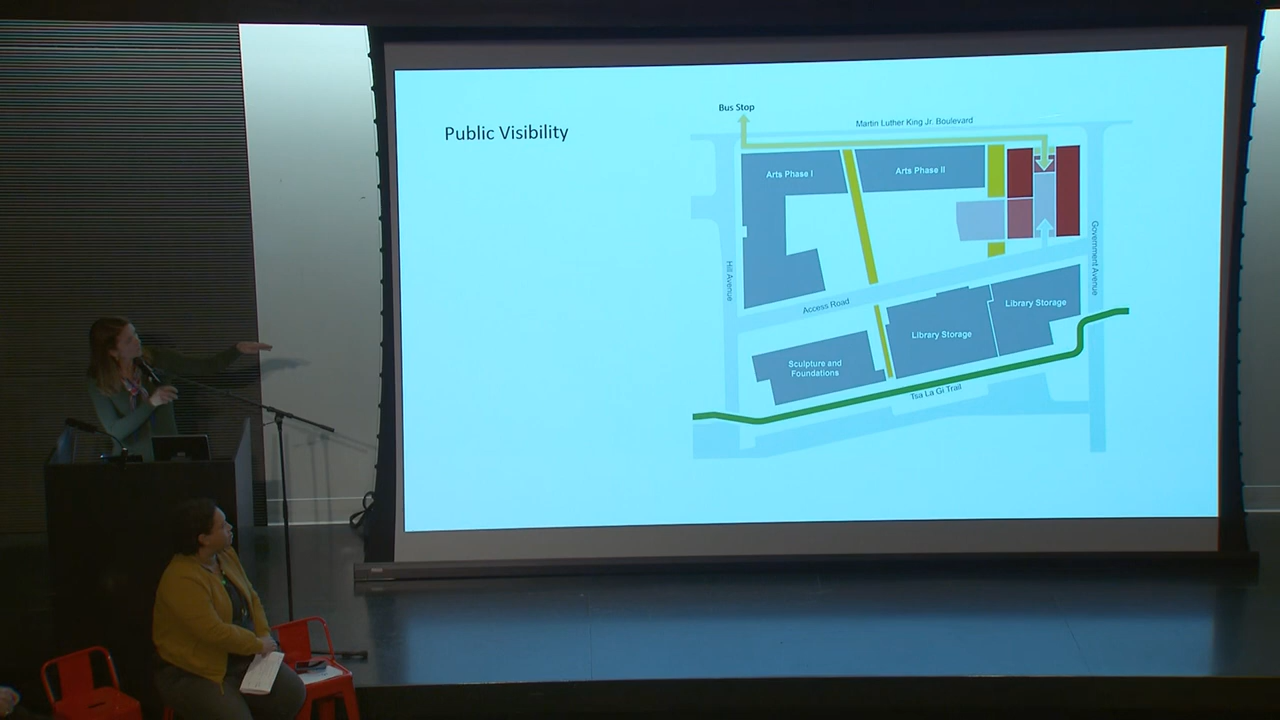 Public Visibility
Bus Stop
Martin Luther King Jr. Boulevard
Arts Phase I
Arts Phase II
Hill Avenue
Government Avenue
Access Road
Library Storage
Library Storage
Sculpture and
Foundations
Tsa La Gi Trail